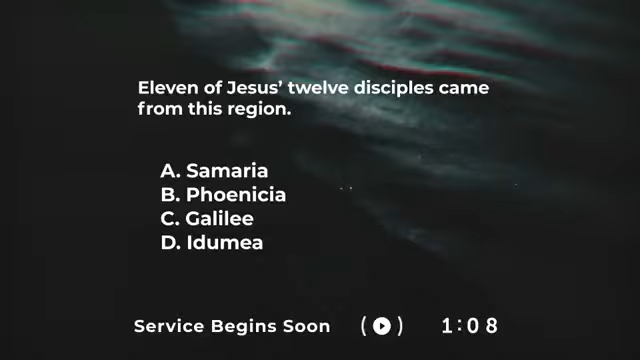 Eleven of Jesus’ twelve disciples came
from this region.
A. Samaria
B. Phoenicia
C. Galilee
D. Idumea
Service Begins Soon ( ) 1:08